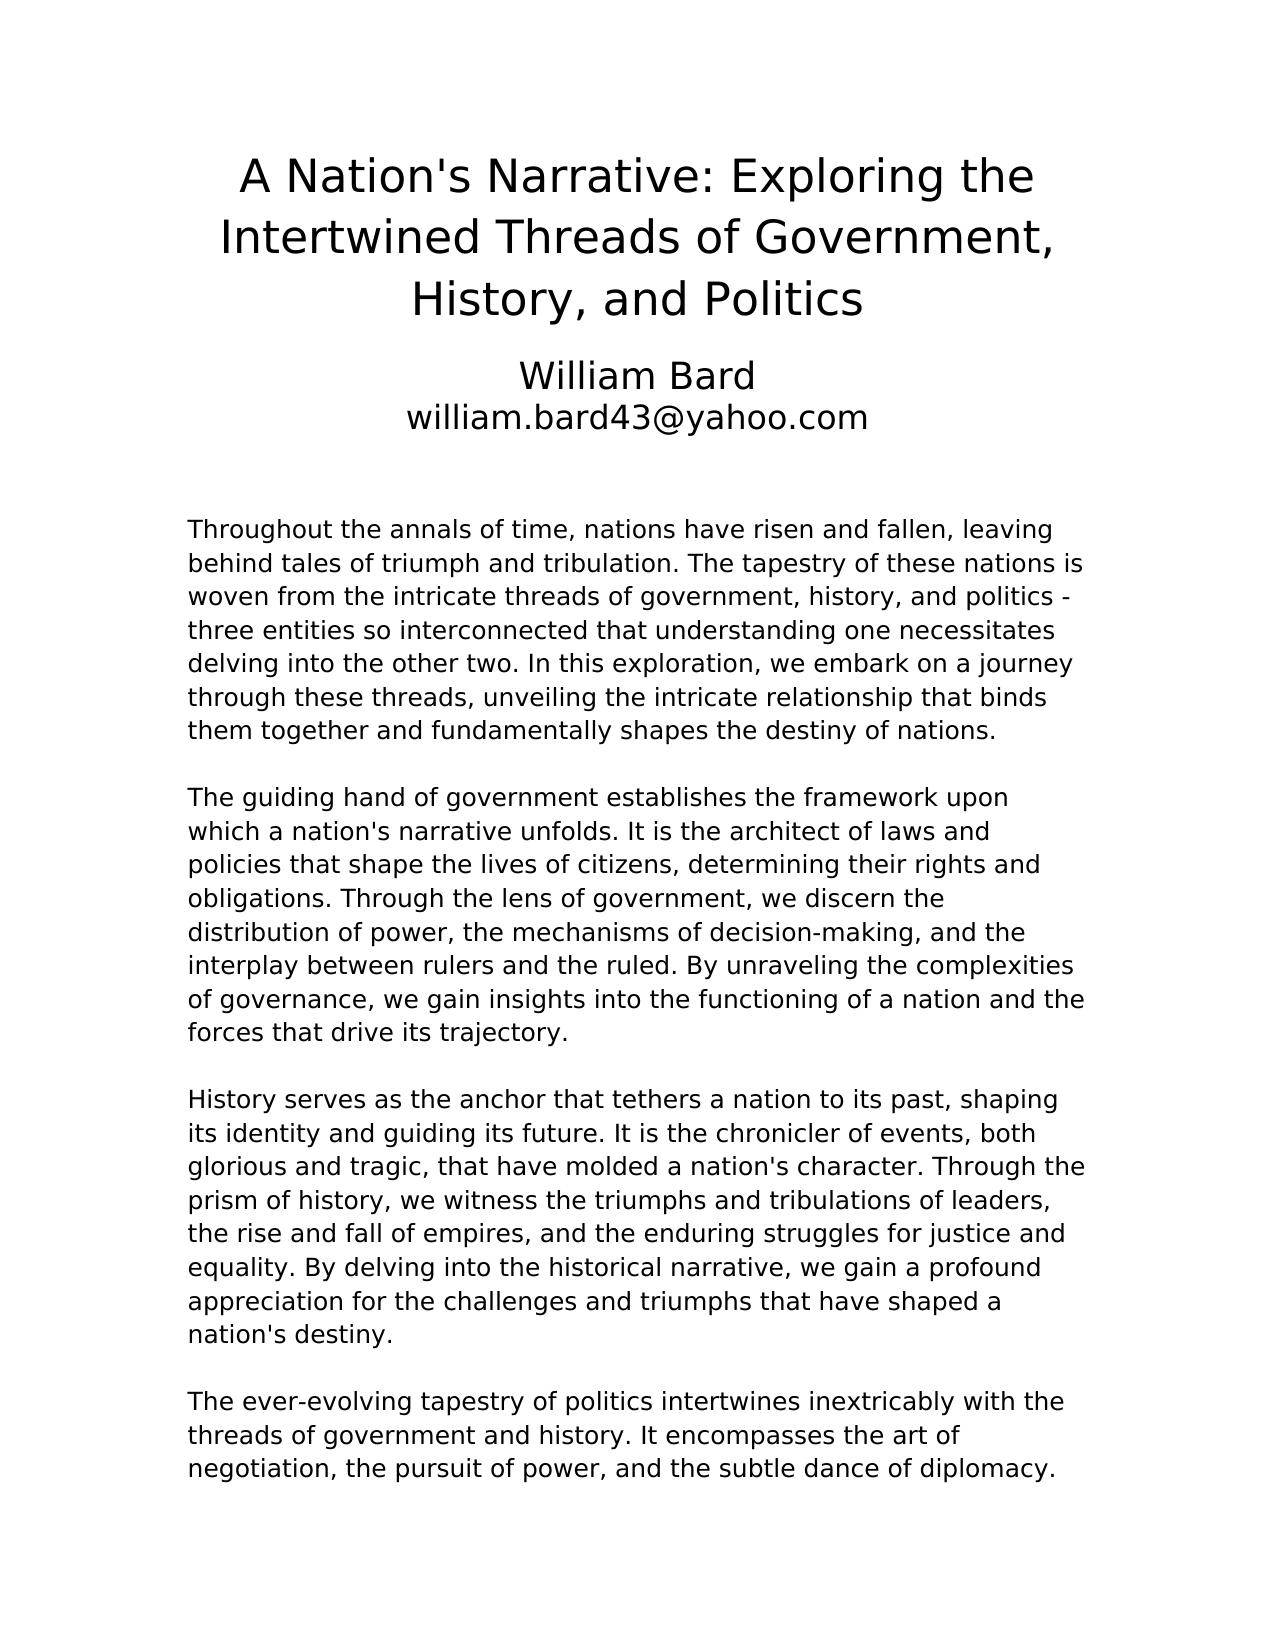 A Nation's Narrative: Exploring the
Intertwined Threads of Government,
History, and Politics
William Bard
william.bard43@yahoo.com
Throughout the annals of time, nations have risen and fallen, leaving
behind tales of triumph and tribulation. The tapestry of these nations is
woven from the intricate threads of government, history, and politics -
three entities so interconnected that understanding one necessitates
delving into the other two. In this exploration, we embark on a journey
through these threads, unveiling the intricate relationship that binds
them together and fundamentally shapes the destiny of nations.
The guiding hand of government establishes the framework upon
which a nation's narrative unfolds. It is the architect of laws and
policies that shape the lives of citizens, determining their rights and
obligations. Through the lens of government, we discern the
distribution of power, the mechanisms of decision-making, and the
interplay between rulers and the ruled. By unraveling the complexities
of governance, we gain insights into the functioning of a nation and the
forces that drive its trajectory.
History serves as the anchor that tethers a nation to its past, shaping
its identity and guiding its future. It is the chronicler of events, both
glorious and tragic, that have molded a nation's character. Through the
prism of history, we witness the triumphs and tribulations of leaders,
the rise and fall of empires, and the enduring struggles for justice and
equality. By delving into the historical narrative, we gain a profound
appreciation for the challenges and triumphs that have shaped a
nation's destiny.
The ever-evolving tapestry of politics intertwines inextricably with the
threads of government and history. It encompasses the art of
negotiation, the pursuit of power, and the subtle dance of diplomacy.